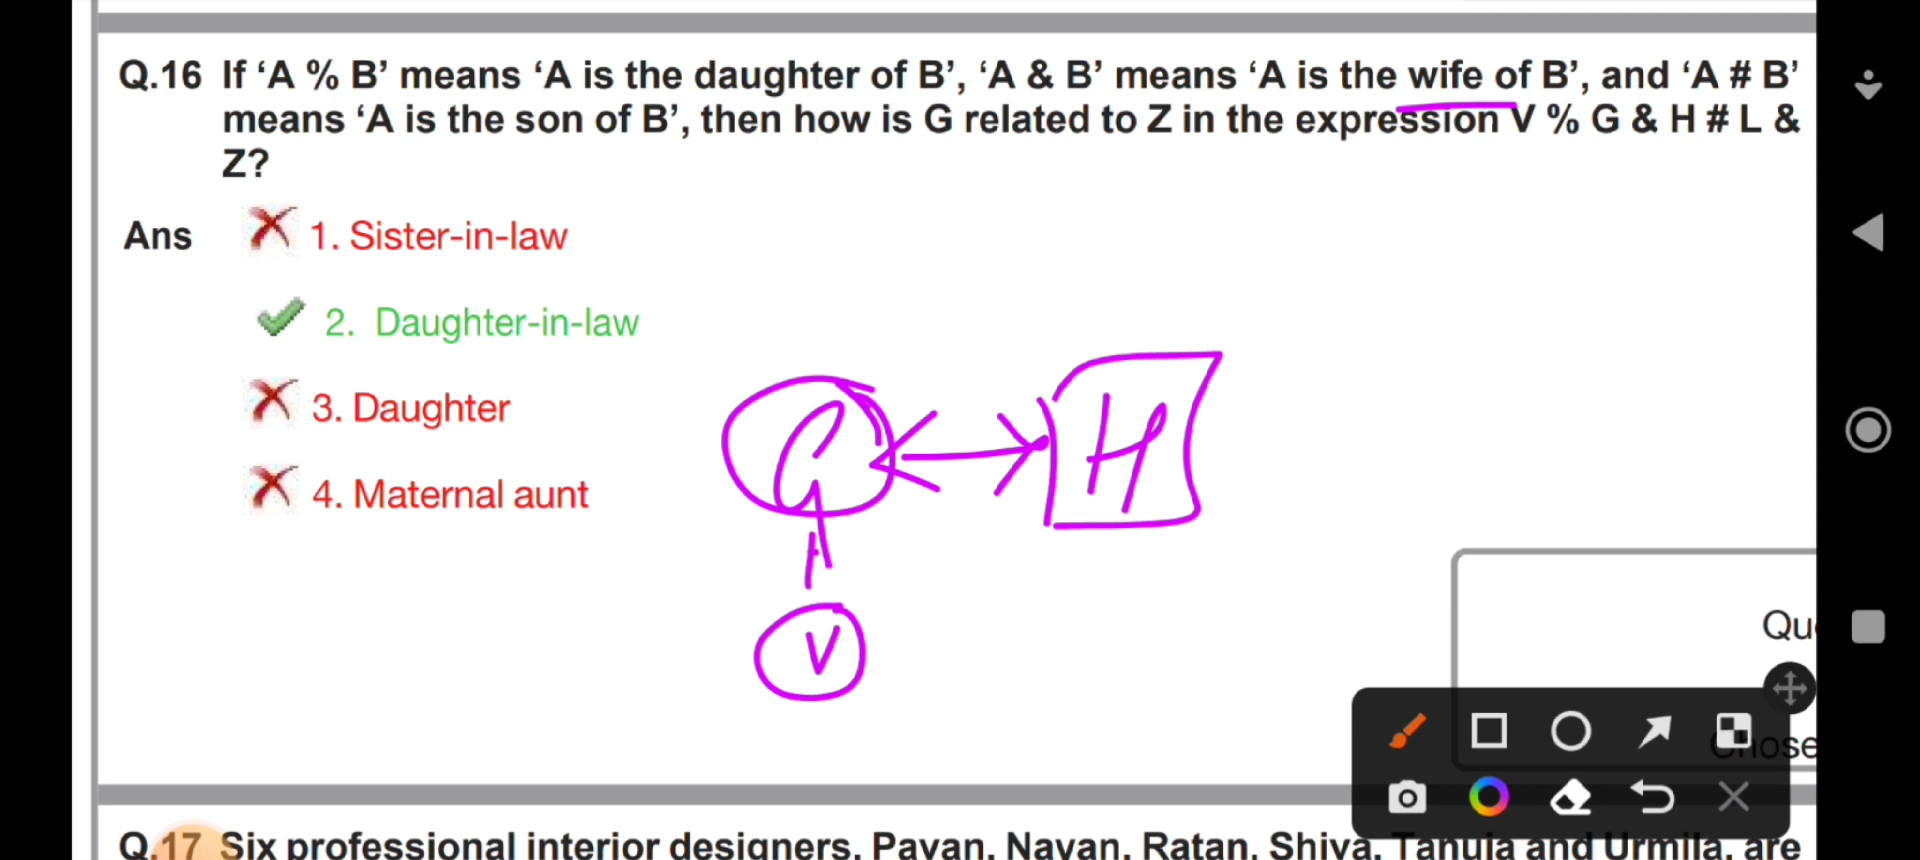 Q.16 If ‘A % B’ means ‘A is the daughter of B’, ‘A & B’ means ‘A is the wife of B’, and ‘A # B’
means ‘A is the son of B’, then how is G related to Z in the expression V % G & H # L &
Z?
Ans 1. Sister-in-law
2. Daughter-in-law
3. Daughter
4. Maternal aunt
G H
V
Q.17 Six professional interior designers, Pavan, Nayan, Ratan, Shiva, Tanuja and Urmila, are